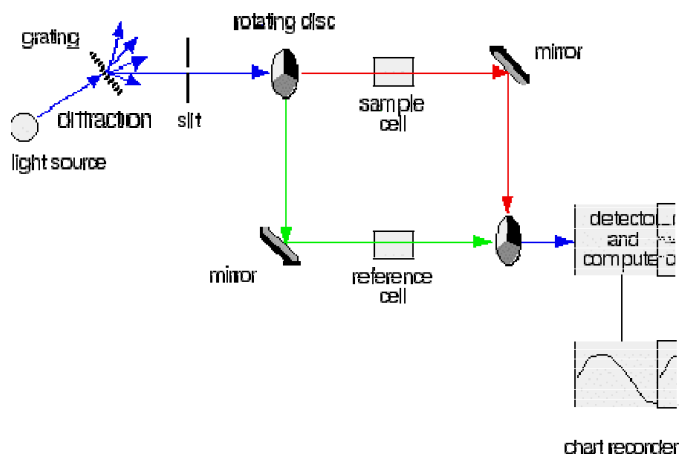 rotating disc
grating
mirror
diffraction
slit
sample
cell
light source
detector
and
computer
mirror
reference
cell
chart recorder